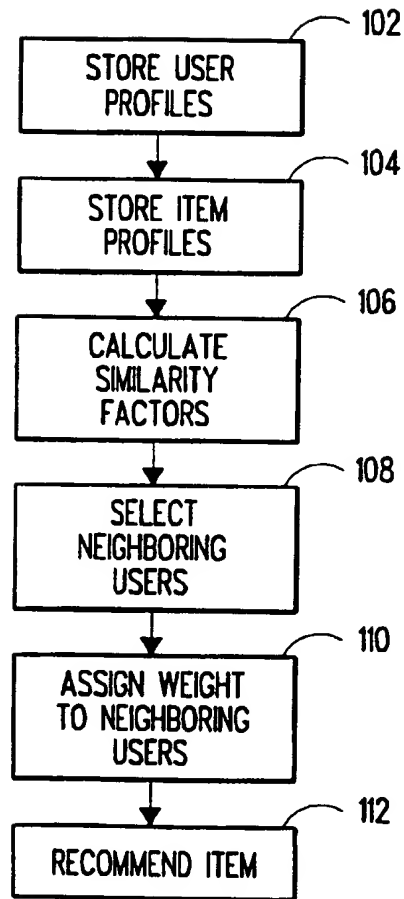 102
STORE USER
PROFILES
104
STORE ITEM
PROFILES
106
CALCULATE
SIMILARITY
FACTORS
108
SELECT
NEIGHBORING
USERS
110
ASSIGN WEIGHT
TO NEIGHBORING
USERS
112
RECOMMEND ITEM